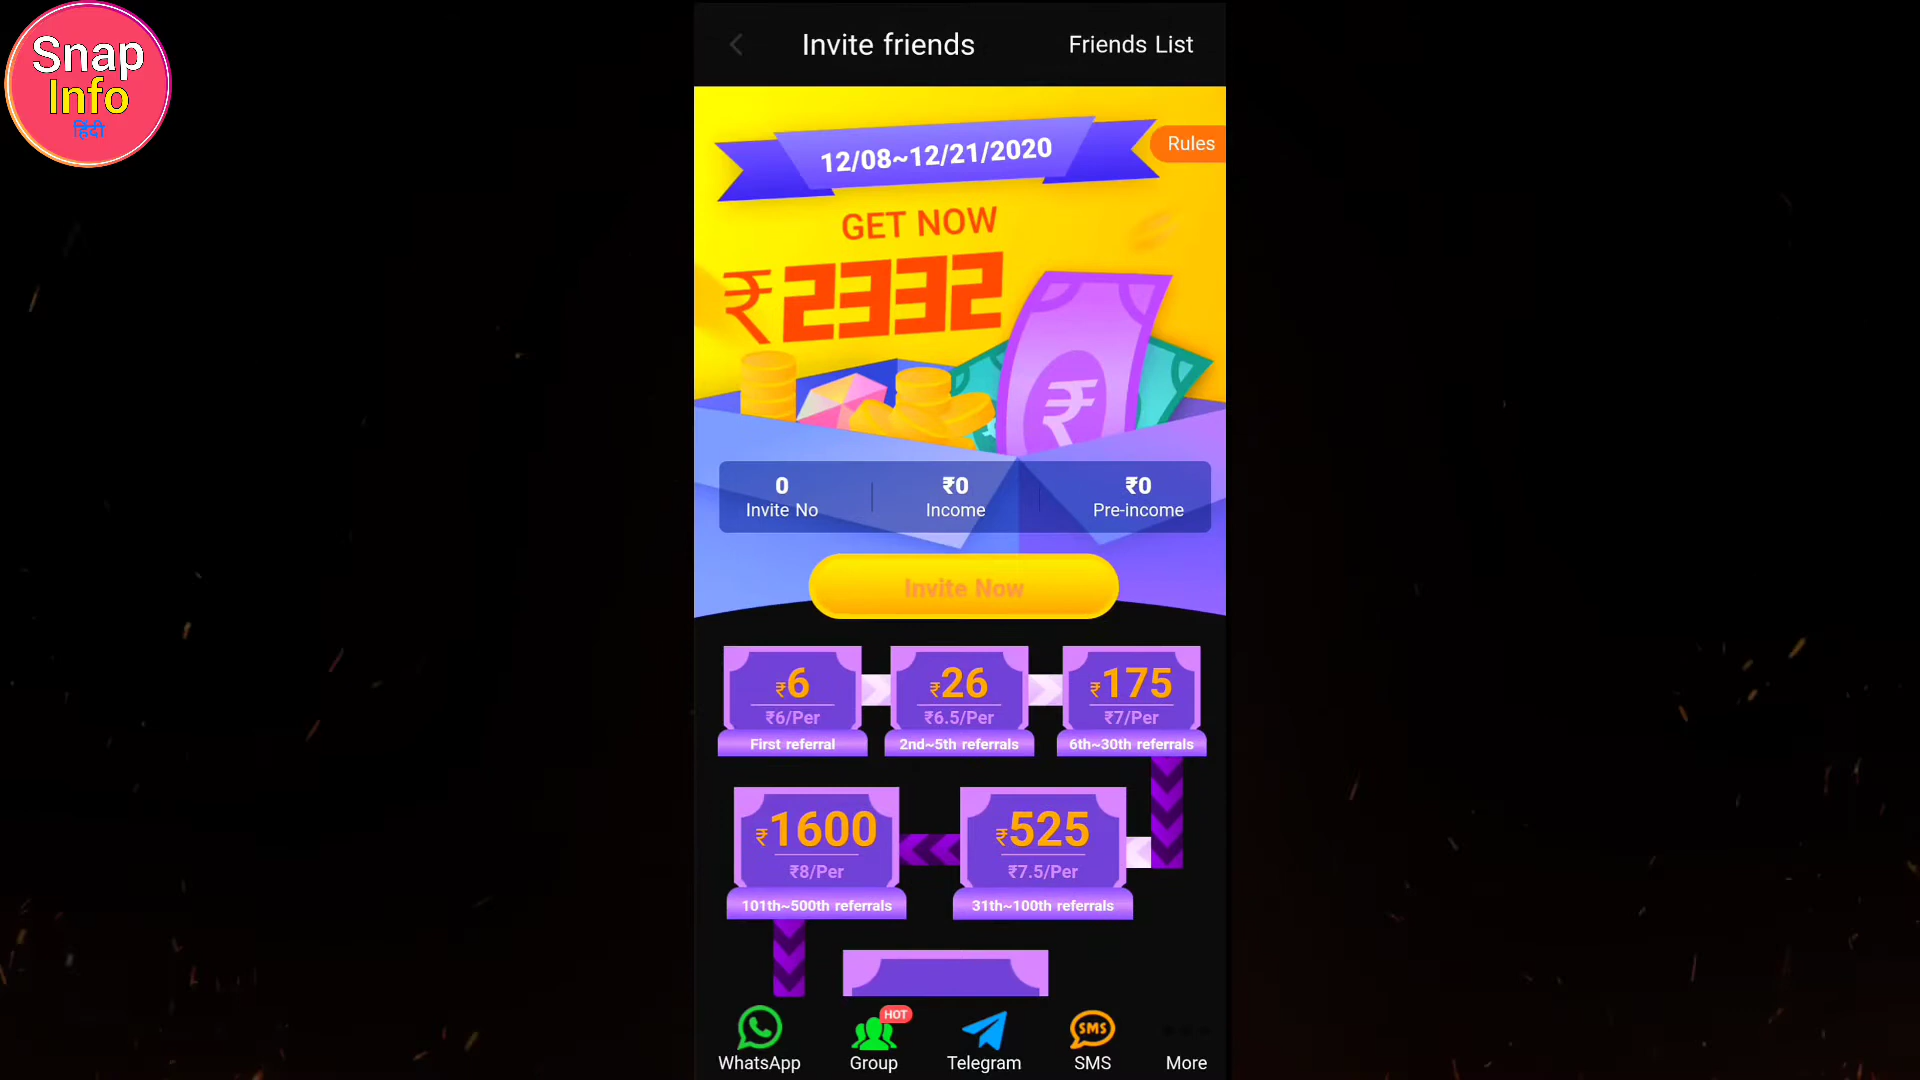 Snap
Info
हिंदी
Invite friends
Friends List
12/08~12/21/2020
Rules
GET NOW
₹2332
₹
0
₹0
₹0
Invite No
Income
Pre-income
Invite Now
₹6
₹26
₹175
₹6/Per
₹6.5/Per
₹7/Per
First referral
2nd~5th referrals
6th~30th referrals
₹1600
₹525
₹8/Per
₹7.5/Per
101th~500th referrals
31th~100th referrals
HOT
SMS
WhatsApp
Group
Telegram
SMS
More